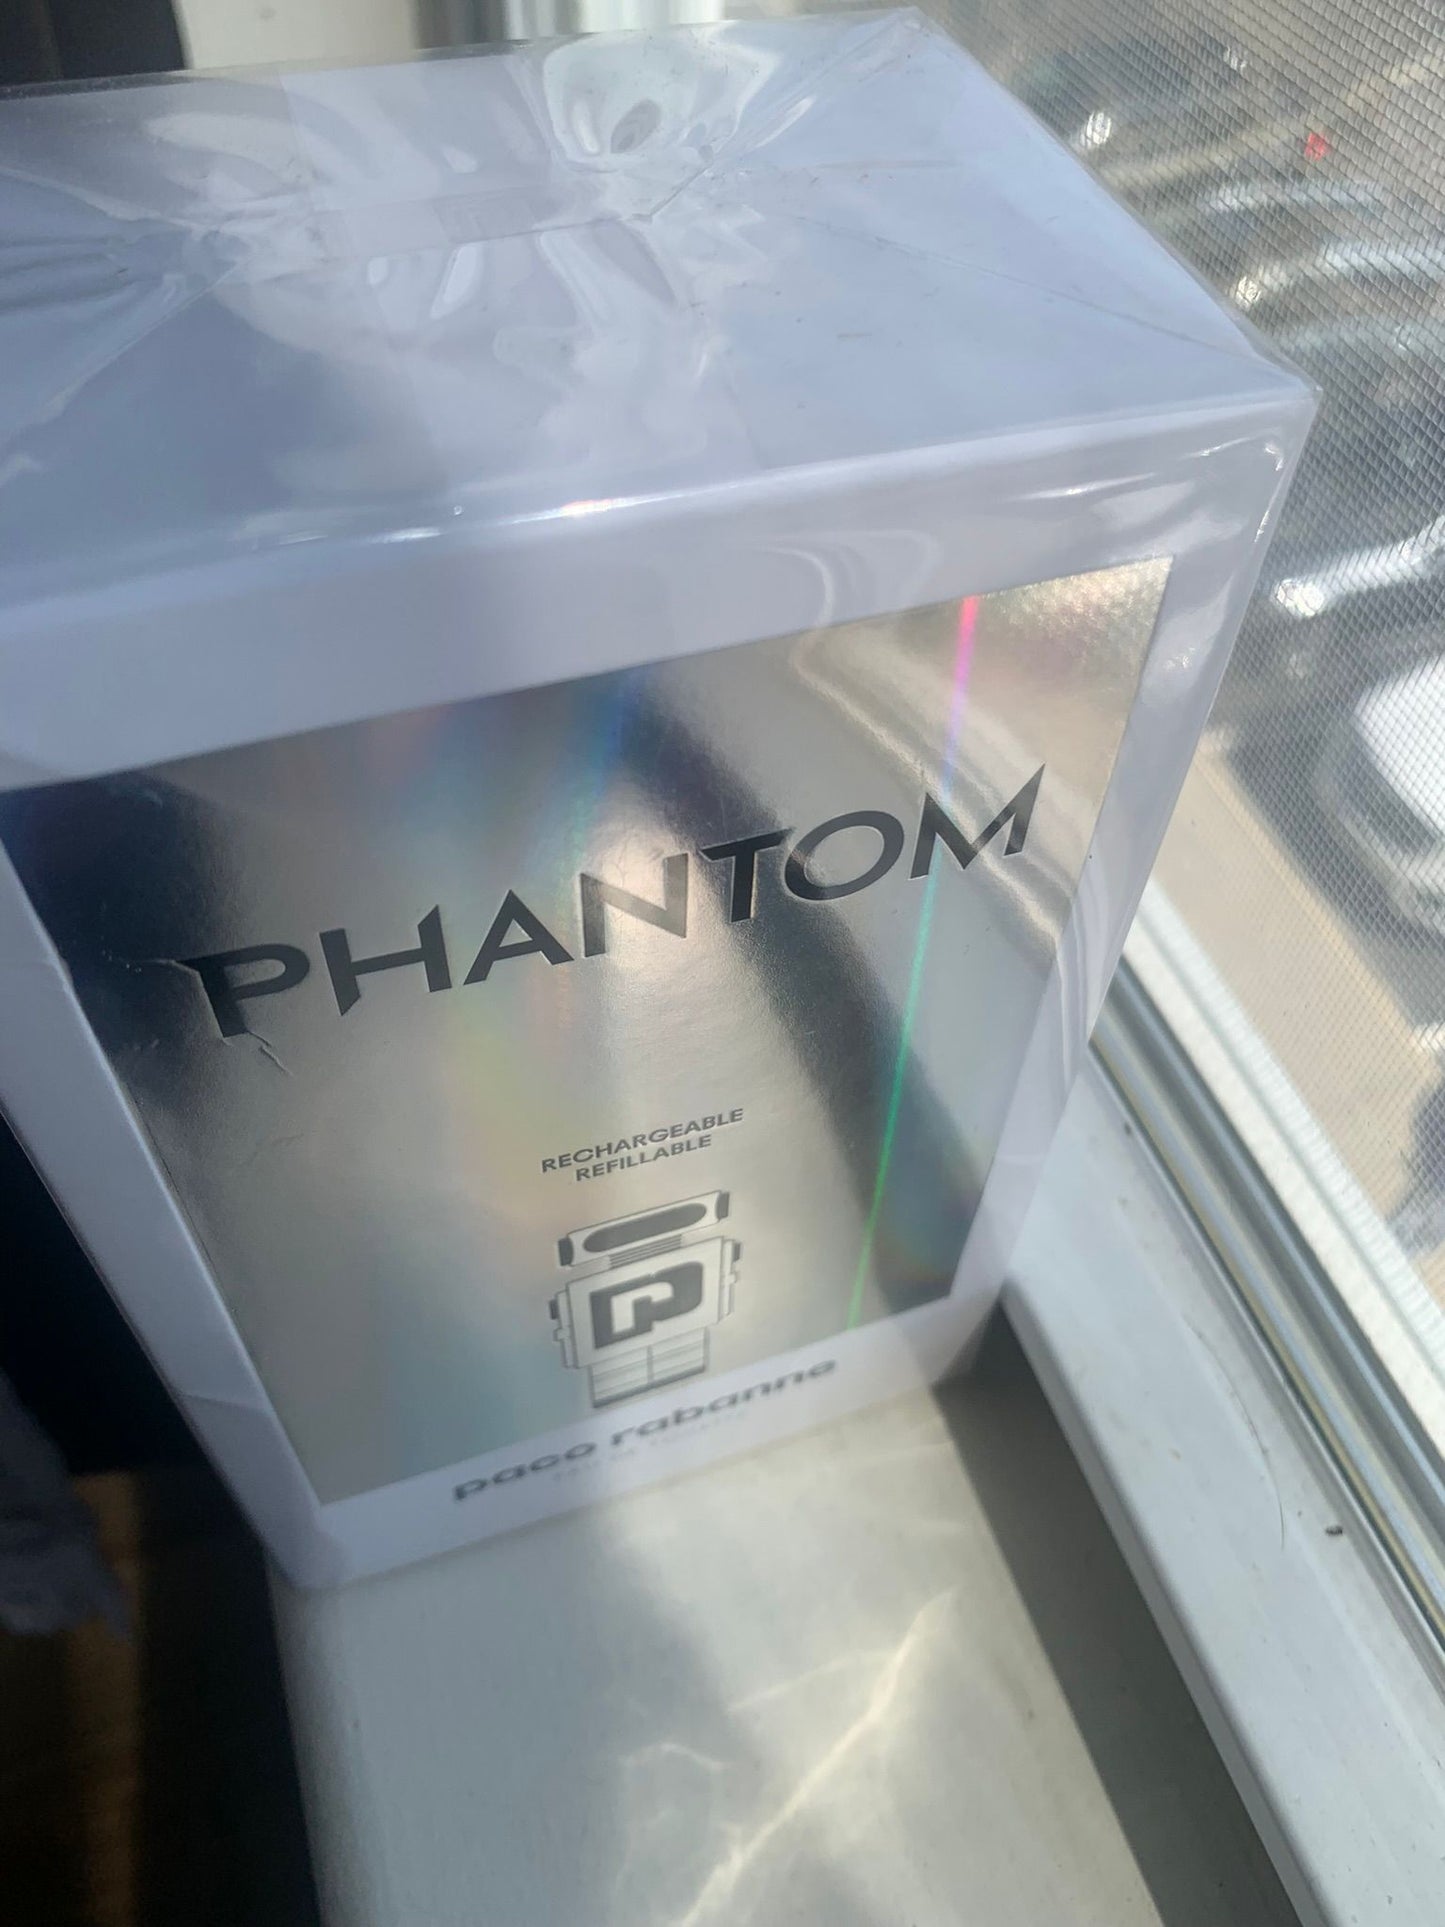 PHANTOM
RECHARGEABLE
REFILLABLE
paco rabanne